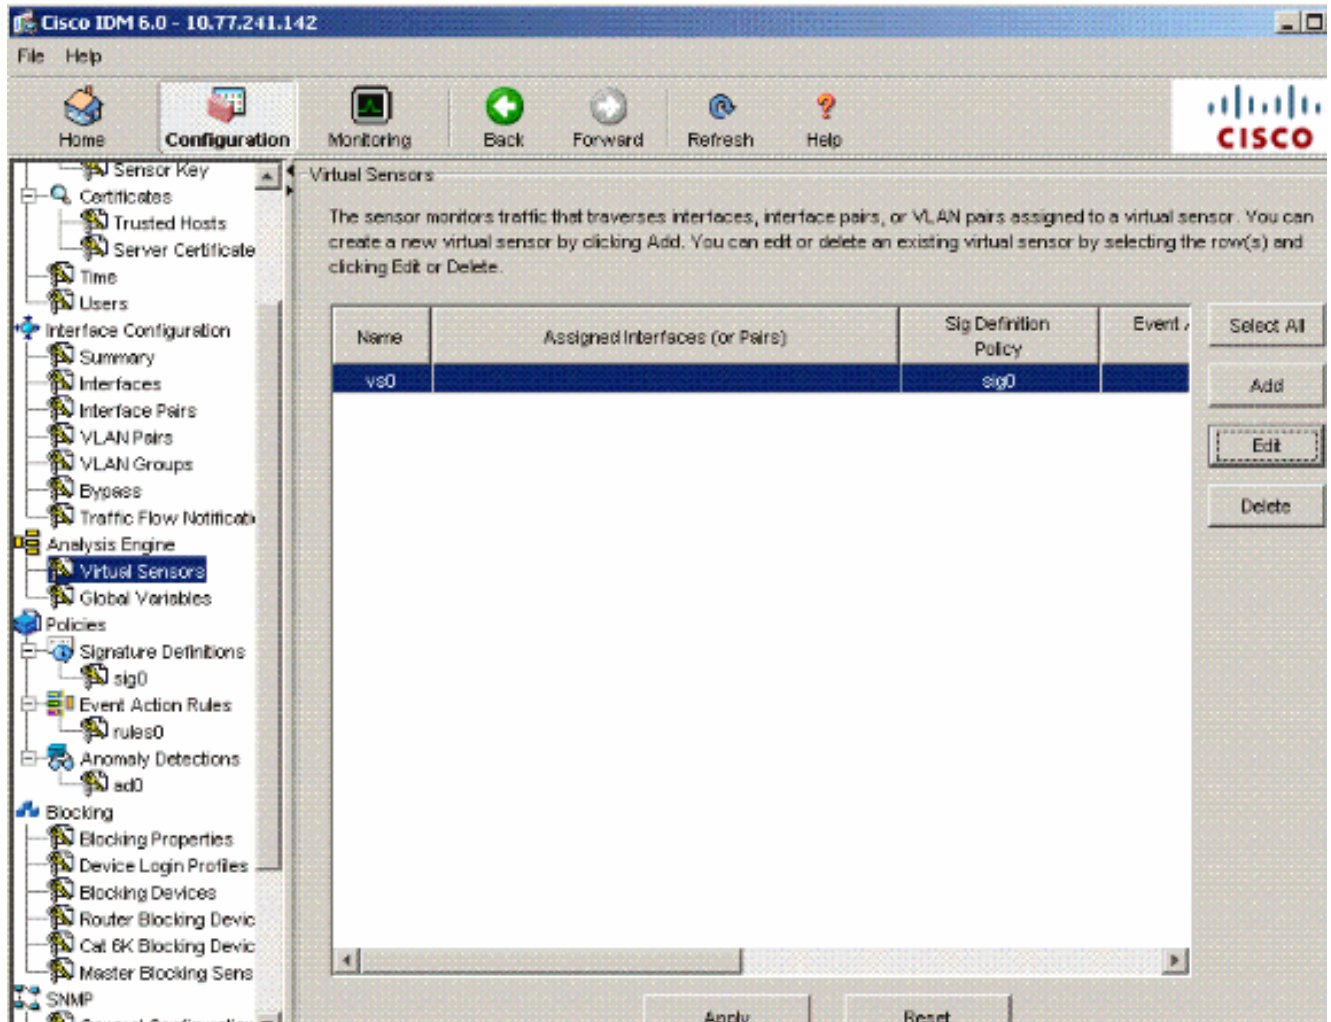 Cisco IDM 6.0 - 10.77.241.142
File Help
Home Configuration Monitoring Back Forward Refresh Help
CISCO
Sensor Key
Certificates
Trusted Hosts
Server Certificate
Time
Users
Interface Configuration
Summary
Interfaces
Interface Pairs
VLAN Pairs
VLAN Groups
Bypass
Traffic Flow Notificati
Analysis Engine
Virtual Sensors
Global Variables
Policies
Signature Definitions
sig0
Event Action Rules
rules0
Anomaly Detections
ad0
Blocking
Blocking Properties
Device Login Profiles
Blocking Devices
Router Blocking Devic
Cat 6K Blocking Devic
Master Blocking Sens
SNMP
General Configuration
Virtual Sensors
The sensor monitors traffic that traverses interfaces, interface pairs, or VLAN pairs assigned to a virtual sensor. You can
create a new virtual sensor by clicking Add. You can edit or delete an existing virtual sensor by selecting the row(s) and
clicking Edit or Delete.
Name Assigned Interfaces (or Pairs) Sig Definition Policy Event A
vs0 sig0
Select All
Add
Edit
Delete
Apply Reset